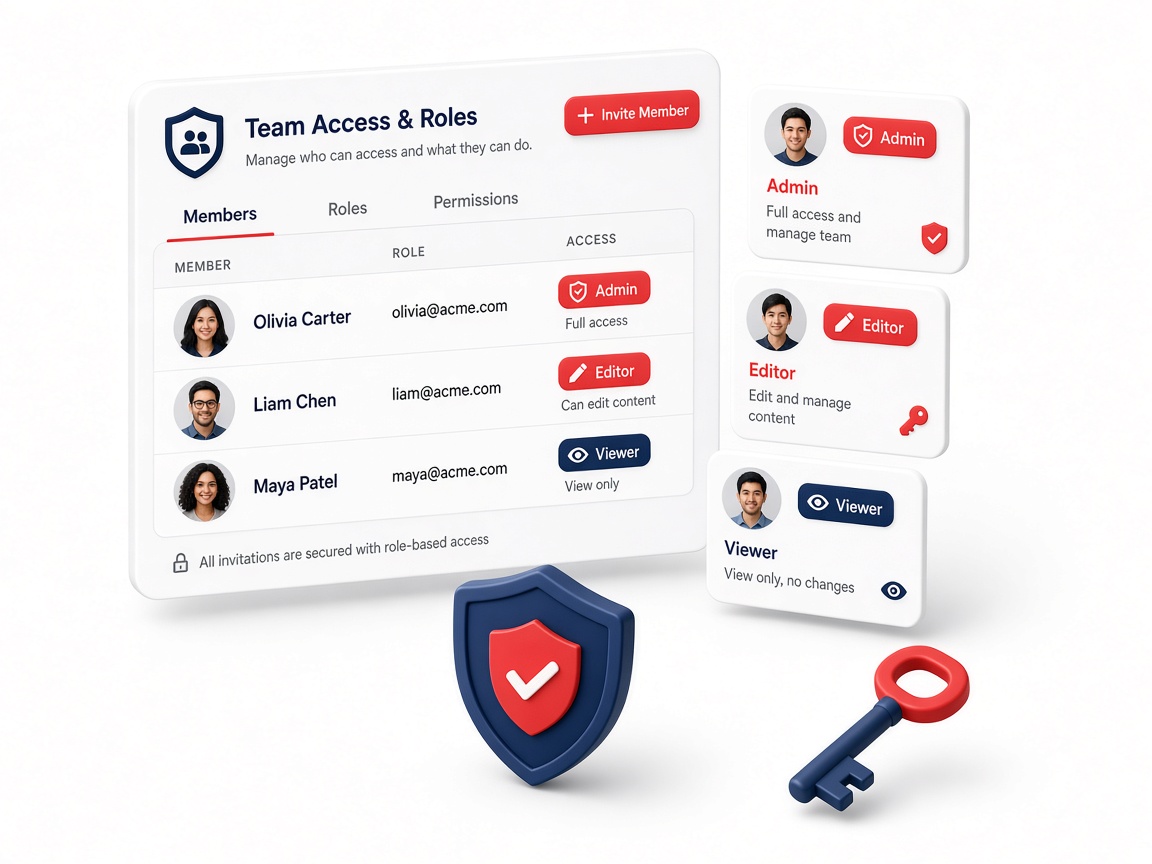 Team Access & Roles
Manage who can access and what they can do.
Invite Member
Members
Roles
Permissions
MEMBER
ROLE
ACCESS
Olivia Carter
olivia@acme.com
Admin
Full access
Liam Chen
liam@acme.com
Editor
Can edit content
Maya Patel
maya@acme.com
Viewer
View only
All invitations are secured with role-based access
Admin
Admin
Full access and
manage team
Editor
Editor
Edit and manage
content
Viewer
Viewer
View only, no changes